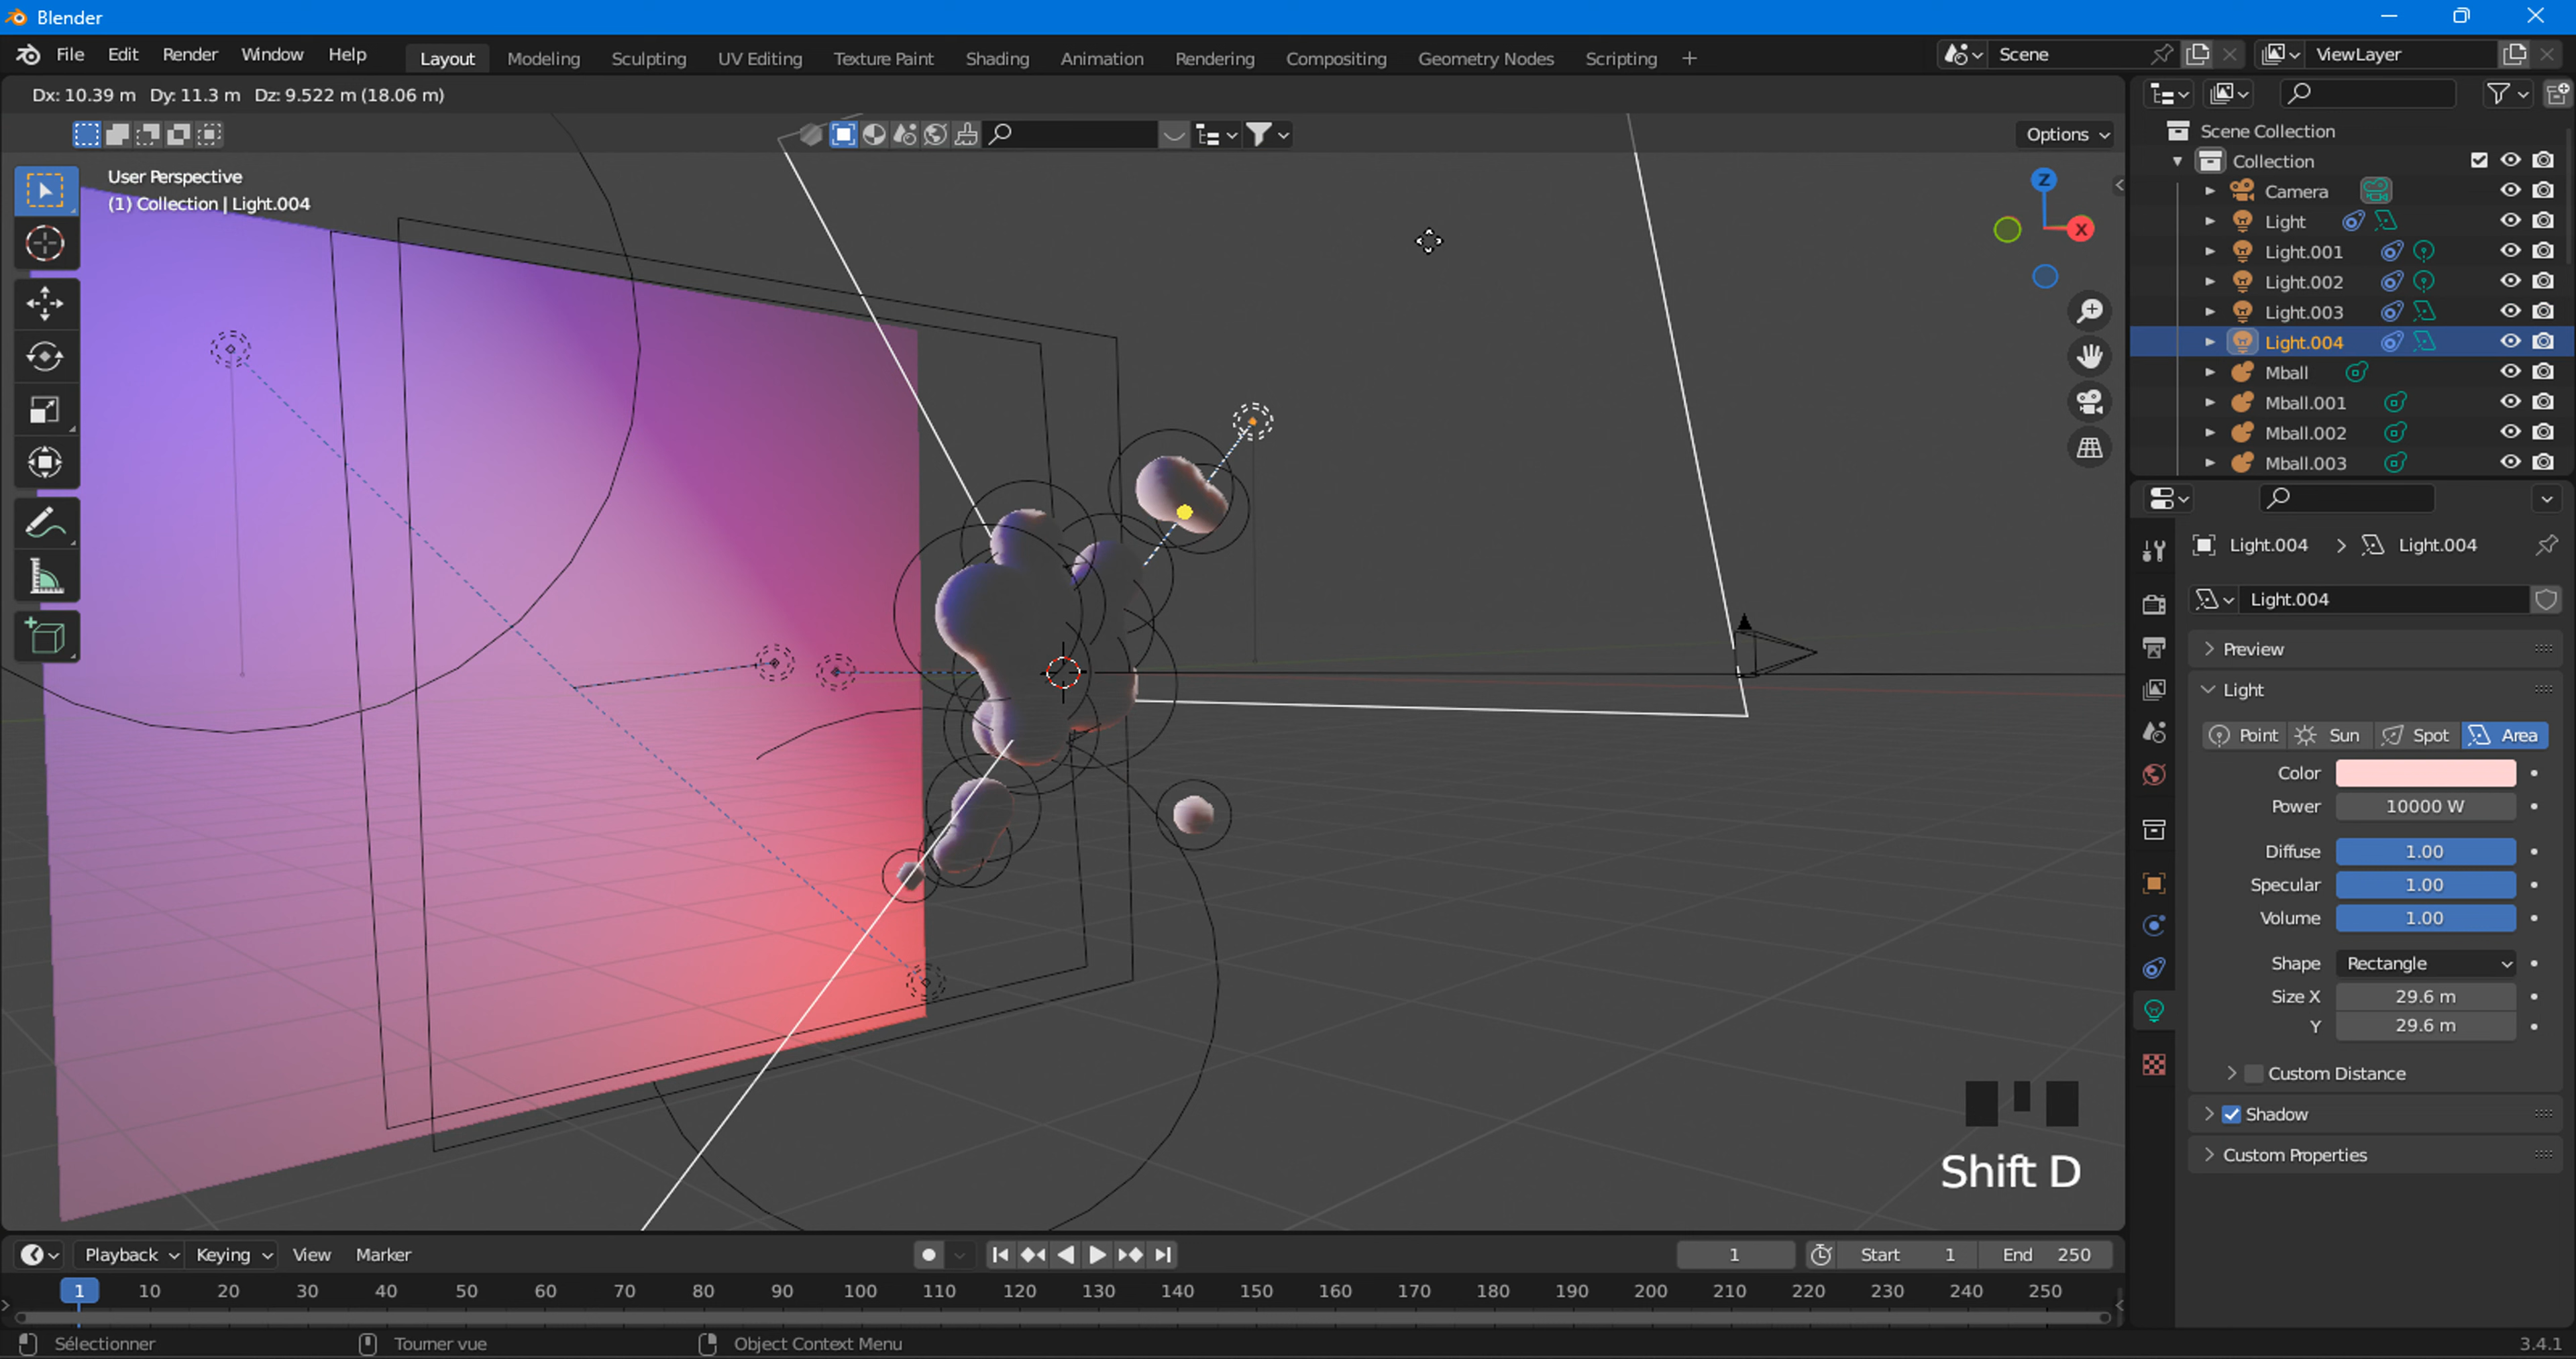 Blender
File Edit Render Window Help Layout Modeling Sculpting UV Editing Texture Paint Shading Animation Rendering Compositing Geometry Nodes Scripting + Scene ViewLayer
Dx: 10.39 m Dy: 11.3 m Dz: 9.522 m (18.06 m)
Options
User Perspective
(1) Collection | Light.004
Z
X
Shift D
Scene Collection
Collection
Camera
Light
Light.001
Light.002
Light.003
Light.004
Mball
Mball.001
Mball.002
Mball.003
Light.004 > Light.004
Light.004
Preview
Light
Point Sun Spot Area
Color
Power 10000 W
Diffuse 1.00
Specular 1.00
Volume 1.00
Shape Rectangle
Size X 29.6 m
Y 29.6 m
Custom Distance
Shadow
Custom Properties
Playback Keying View Marker 1 Start 1 End 250
1 10 20 30 40 50 60 70 80 90 100 110 120 130 140 150 160 170 180 190 200 210 220 230 240 250
Sélectionner Tourner vue Object Context Menu 3.4.1